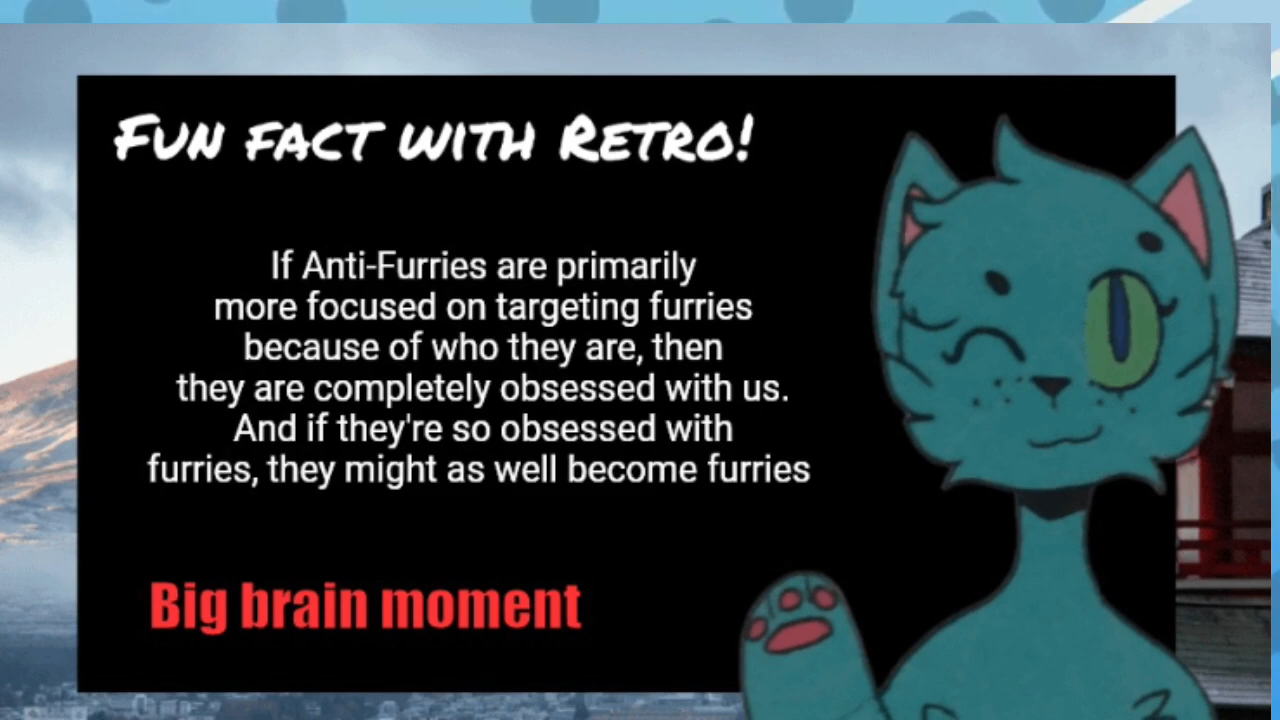 Fun fact with Retro!
If Anti-Furries are primarily
more focused on targeting furries
because of who they are, then
they are completely obsessed with us.
And if they're so obsessed with
furries, they might as well become furries
Big brain moment